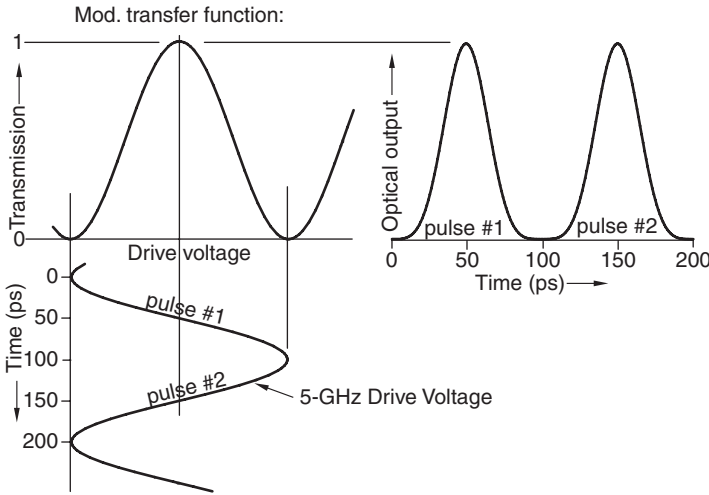 Mod. transfer function:
1
Transmission
0
Drive voltage
0
50
100
150
200
Time (ps)
pulse #1
pulse #2
5-GHz Drive Voltage
Optical output
pulse #1
pulse #2
0
50
100
150
200
Time (ps)